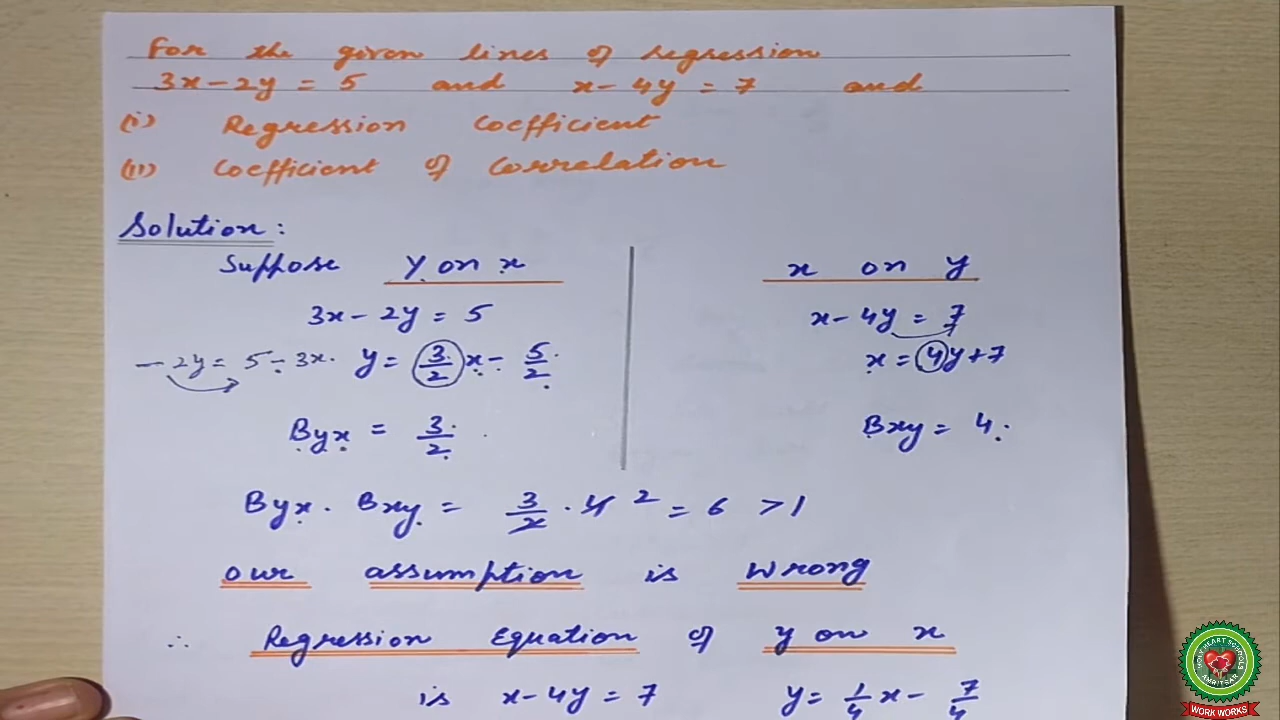 For the given lines of regression
3x - 2y = 5 and x - 4y = 7 and
(i) Regression Coefficient
(ii) Coefficient of Correlation
Solution:
Suppose Y on x
3x - 2y = 5
- 2y = 5 - 3x. y = 3/2 x - 5/2
Byx = 3/2
x on y
x - 4y = 7
x = 4y + 7
Bxy = 4
Byx . Bxy = 3/2 . 4 2 = 6 > 1
our assumption is wrong
∴ Regression Equation of y on x
is x - 4y = 7 y = 1/4 x - 7/4
WORK WORKS